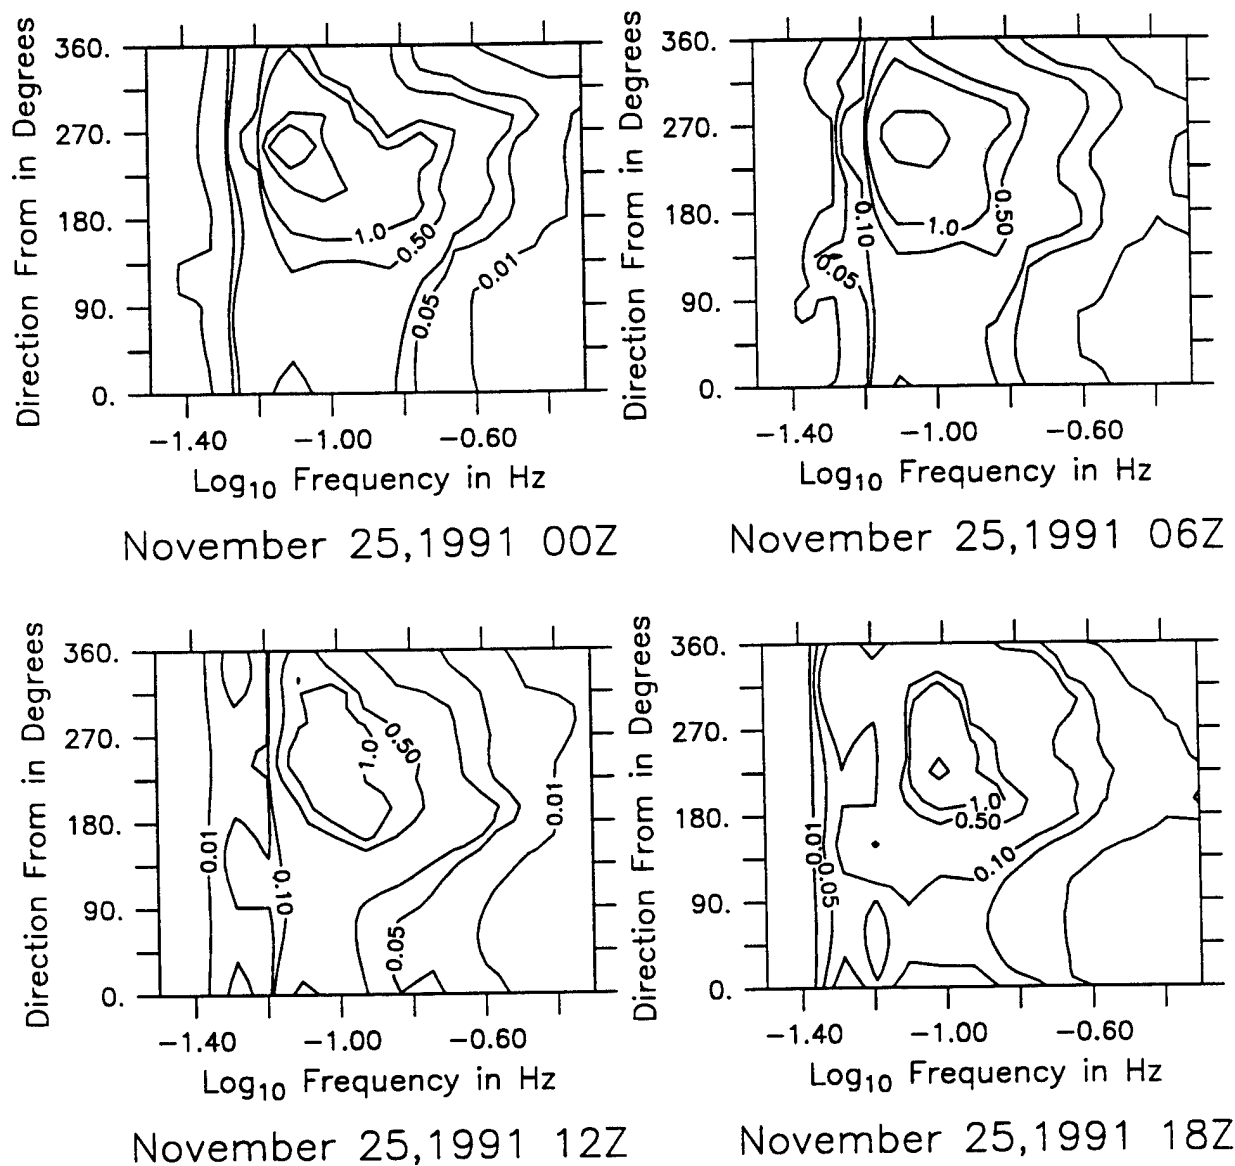 Direction From in Degrees
360.
270.
180.
90.
0.
1.0
0.50
0.05
0.01
−1.40 −1.00 −0.60
Log10 Frequency in Hz
November 25,1991 00Z
Direction From in Degrees
360.
270.
180.
90.
0.
0.10
1.0
0.50
0.05
−1.40 −1.00 −0.60
Log10 Frequency in Hz
November 25,1991 06Z
Direction From in Degrees
360.
270.
180.
90.
0.
0.01
0.10
1.0
0.50
0.05
0.01
−1.40 −1.00 −0.60
Log10 Frequency in Hz
November 25,1991 12Z
Direction From in Degrees
360.
270.
180.
90.
0.
0.01
0.05
1.0
0.50
0.10
−1.40 −1.00 −0.60
Log10 Frequency in Hz
November 25,1991 18Z